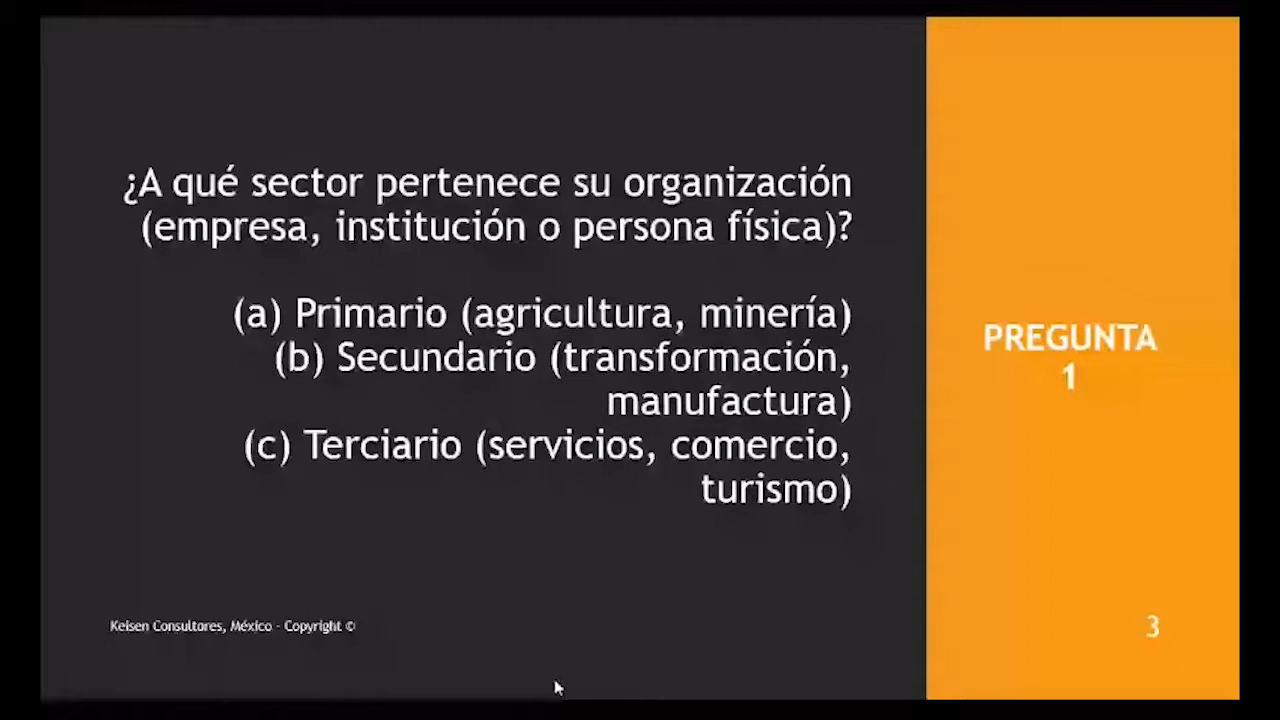 ¿A qué sector pertenece su organización
(empresa, institución o persona física)?
(a) Primario (agricultura, minería)
(b) Secundario (transformación,
manufactura)
(c) Terciario (servicios, comercio,
turismo)
PREGUNTA
1
Keisen Consultores, México - Copyright ©
3